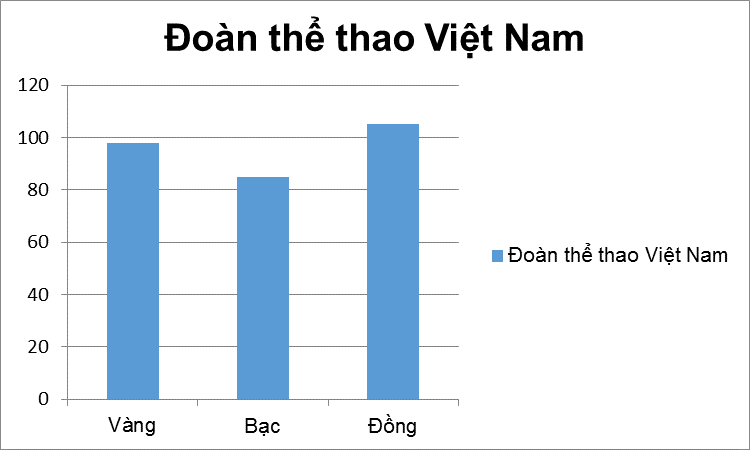 Đoàn thể thao Việt Nam
120
100
80
60
40
20
0
Vàng Bạc Đồng
Đoàn thể thao Việt Nam